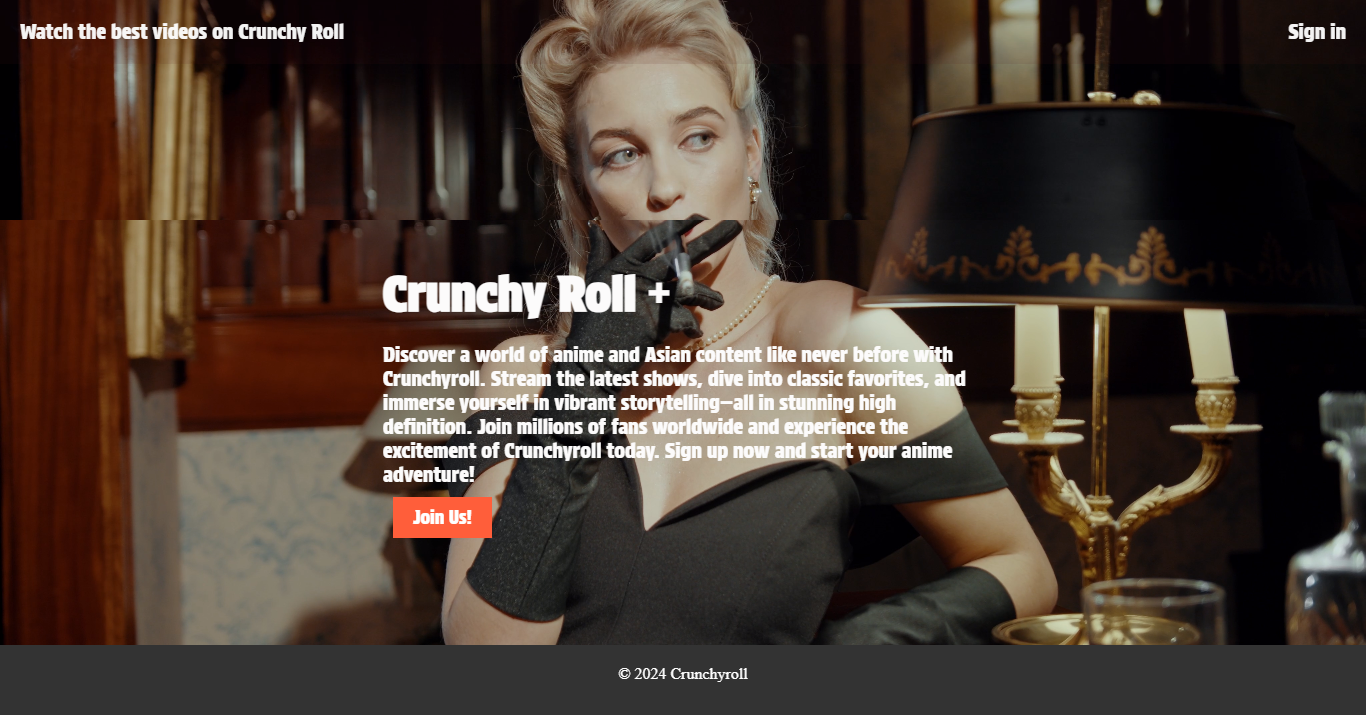 Watch the best videos on Crunchy Roll
Sign in
Crunchy Roll +
Discover a world of anime and Asian content like never before with
Crunchyroll. Stream the latest shows, dive into classic favorites, and
immerse yourself in vibrant storytelling—all in stunning high
definition. Join millions of fans worldwide and experience the
excitement of Crunchyroll today. Sign up now and start your anime
adventure!
Join Us!
© 2024 Crunchyroll